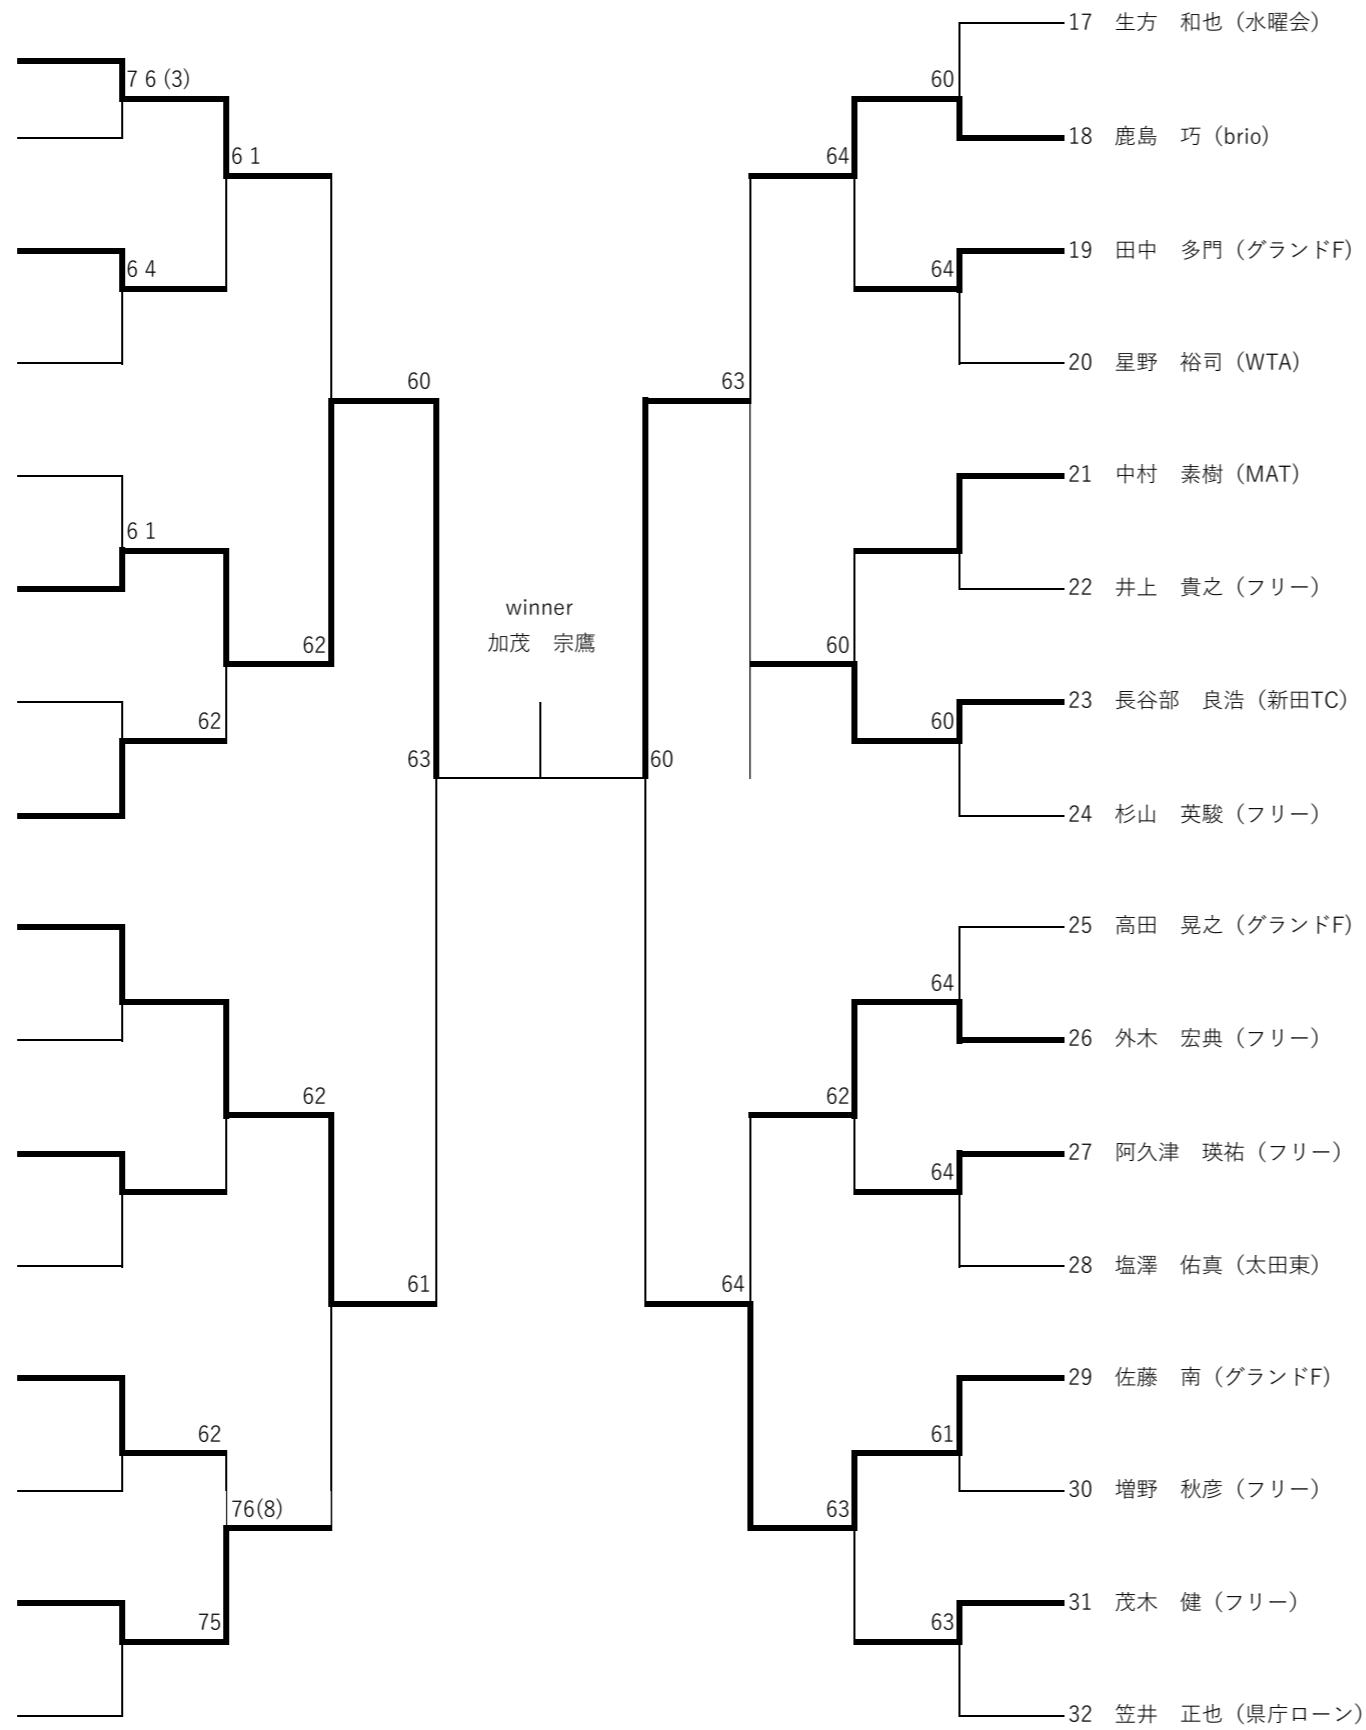 17 生方　和也（水曜会）
7 6 (3)
60
18 鹿島　巧（brio）
6 1
64
19 田中　多門（グランドF）
6 4
64
20 星野　裕司（WTA）
60
63
21 中村　素樹（MAT）
6 1
22 井上　貴之（フリー）
winner
加茂　宗鷹
62
60
23 長谷部　良浩（新田TC）
62
60
63
60
24 杉山　英駿（フリー）
25 高田　晃之（グランドF）
64
26 外木　宏典（フリー）
62
62
27 阿久津　瑛祐（フリー）
64
28 塩澤　佑真（太田東）
61
64
29 佐藤　南（グランドF）
62
61
30 増野　秋彦（フリー）
76(8)
63
31 茂木　健（フリー）
75
63
32 笠井　正也（県庁ローン）